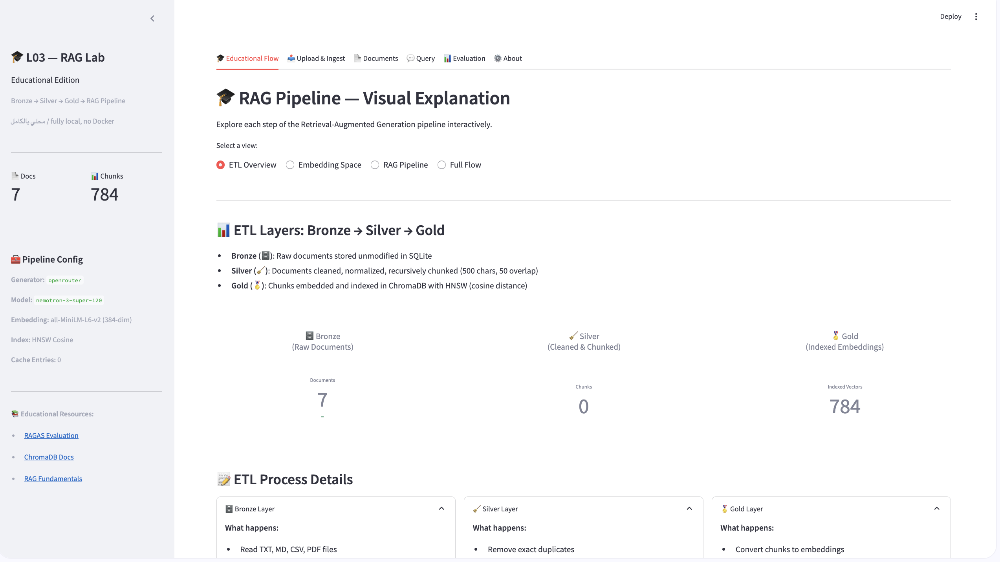 Deploy
🎓 L03 — RAG Lab
Educational Edition
Bronze → Silver → Gold → RAG Pipeline
محلي بالكامل / fully local, no Docker
📄 Docs
7
📊 Chunks
784
🧰 Pipeline Config
Generator: openrouter
Model: nemotron-3-super-120
Embedding: all-MiniLM-L6-v2 (384-dim)
Index: HNSW Cosine
Cache Entries: 0
📚 Educational Resources:
• RAGAS Evaluation
• ChromaDB Docs
• RAG Fundamentals
🎓 Educational Flow 📤 Upload & Ingest 📄 Documents 💬 Query 📊 Evaluation ⚙️ About
🎓 RAG Pipeline — Visual Explanation
Explore each step of the Retrieval-Augmented Generation pipeline interactively.
Select a view:
ETL Overview Embedding Space RAG Pipeline Full Flow
📊 ETL Layers: Bronze → Silver → Gold
• Bronze (🗄️): Raw documents stored unmodified in SQLite
• Silver (🧹): Documents cleaned, normalized, recursively chunked (500 chars, 50 overlap)
• Gold (🏅): Chunks embedded and indexed in ChromaDB with HNSW (cosine distance)
🗄️ Bronze
(Raw Documents)
Documents
7
-
🧹 Silver
(Cleaned & Chunked)
Chunks
0
🏅 Gold
(Indexed Embeddings)
Indexed Vectors
784
📝 ETL Process Details
🗄️ Bronze Layer
What happens:
• Read TXT, MD, CSV, PDF files
🧹 Silver Layer
What happens:
• Remove exact duplicates
🏅 Gold Layer
What happens:
• Convert chunks to embeddings